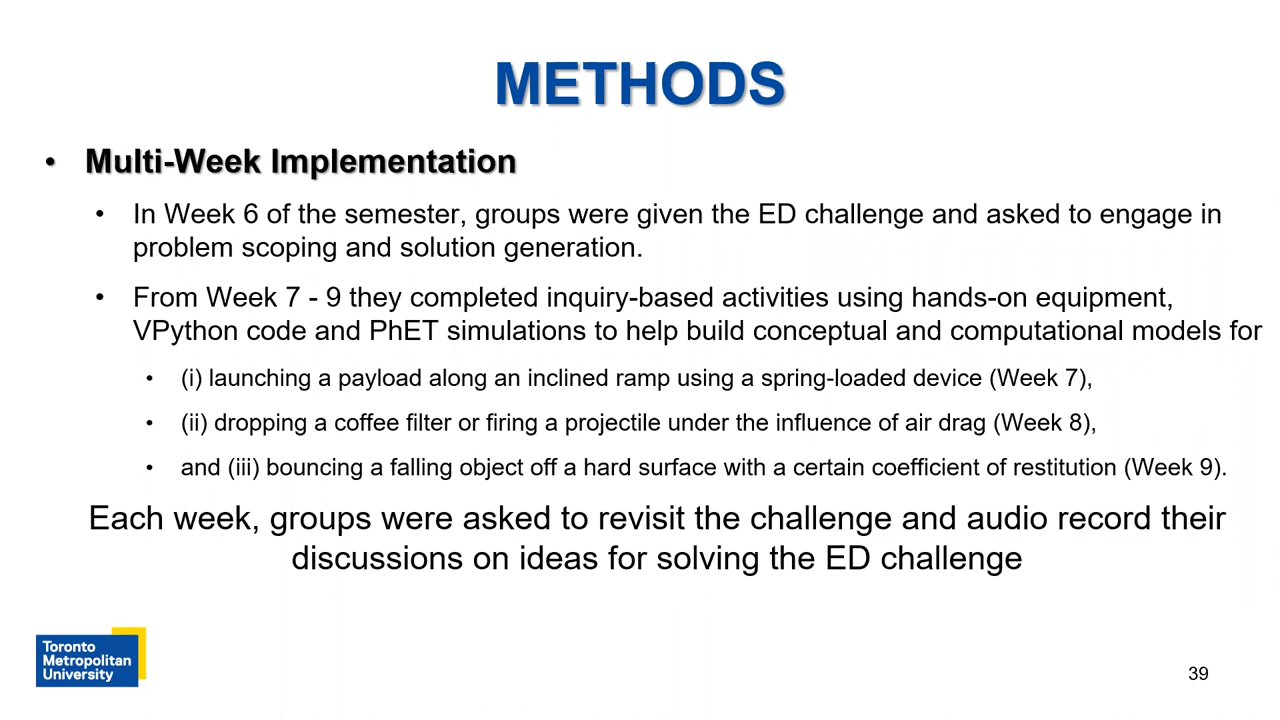 METHODS
• Multi-Week Implementation
• In Week 6 of the semester, groups were given the ED challenge and asked to engage in
problem scoping and solution generation.
• From Week 7 - 9 they completed inquiry-based activities using hands-on equipment,
VPython code and PhET simulations to help build conceptual and computational models for
• (i) launching a payload along an inclined ramp using a spring-loaded device (Week 7),
• (ii) dropping a coffee filter or firing a projectile under the influence of air drag (Week 8),
• and (iii) bouncing a falling object off a hard surface with a certain coefficient of restitution (Week 9).
Each week, groups were asked to revisit the challenge and audio record their
discussions on ideas for solving the ED challenge
Toronto
Metropolitan
University
39